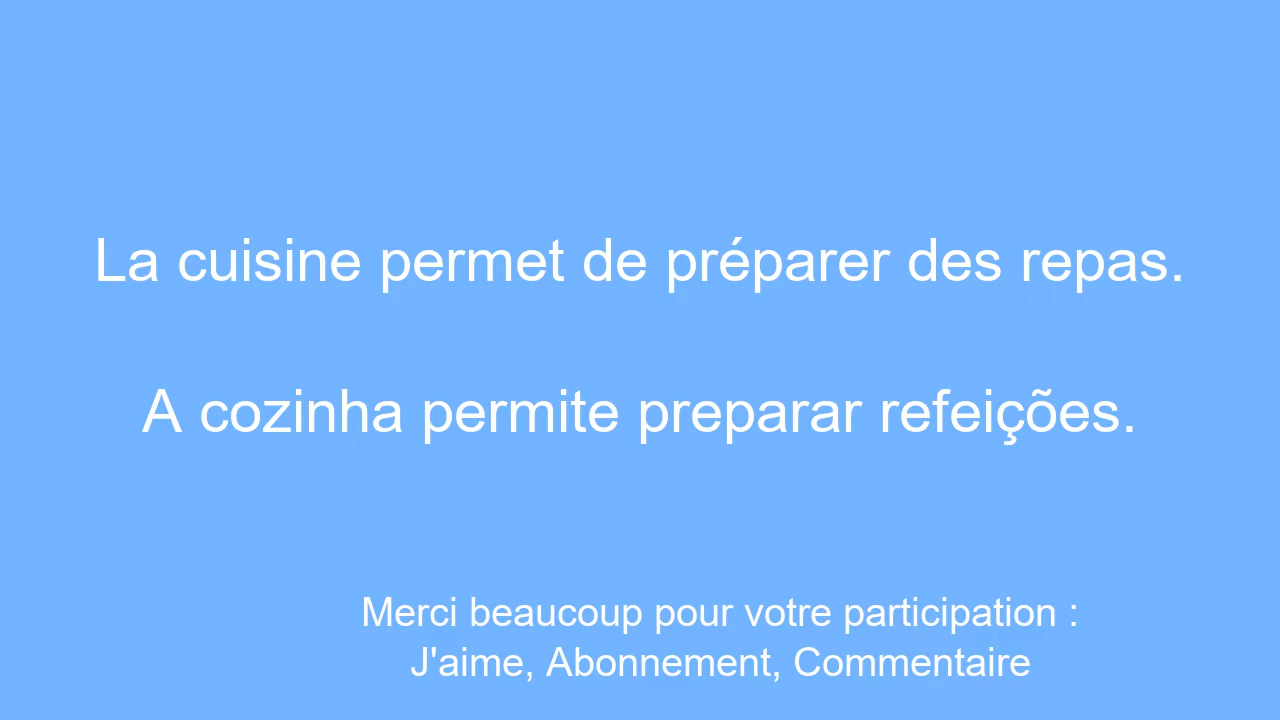 La cuisine permet de préparer des repas.
A cozinha permite preparar refeições.
Merci beaucoup pour votre participation :
J'aime, Abonnement, Commentaire